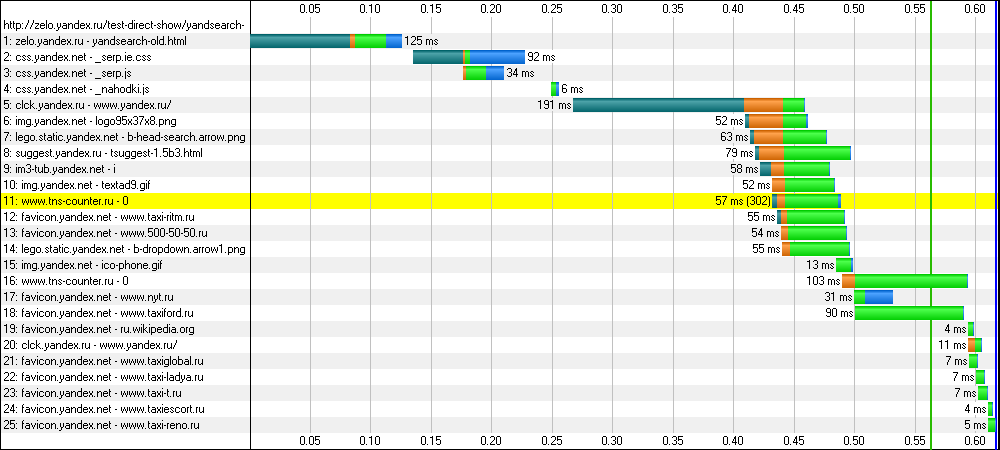 0.05 0.10 0.15 0.20 0.25 0.30 0.35 0.40 0.45 0.50 0.55 0.60
http://zelo.yandex.ru/test-direct-show/yandsearch-
1: zelo.yandex.ru - yandsearch-old.html 125 ms
2: css.yandex.net - _serp.ie.css 92 ms
3: css.yandex.net - _serp.js 34 ms
4: css.yandex.net - _nahodki.js 6 ms
5: clck.yandex.ru - www.yandex.ru/ 191 ms
6: img.yandex.net - logo95x37x8.png 52 ms
7: lego.static.yandex.net - b-head-search.arrow.png 63 ms
8: suggest.yandex.ru - tsuggest-1.5b3.html 79 ms
9: im3-tub.yandex.net - i 58 ms
10: img.yandex.net - textad9.gif 52 ms
11: www.tns-counter.ru - 0 57 ms (302)
12: favicon.yandex.net - www.taxi-ritm.ru 55 ms
13: favicon.yandex.net - www.500-50-50.ru 54 ms
14: lego.static.yandex.net - b-dropdown.arrow1.png 55 ms
15: img.yandex.net - ico-phone.gif 13 ms
16: www.tns-counter.ru - 0 103 ms
17: favicon.yandex.net - www.nyt.ru 31 ms
18: favicon.yandex.net - www.taxiford.ru 90 ms
19: favicon.yandex.net - ru.wikipedia.org 4 ms
20: clck.yandex.ru - www.yandex.ru/ 11 ms
21: favicon.yandex.net - www.taxiglobal.ru 7 ms
22: favicon.yandex.net - www.taxi-ladya.ru 7 ms
23: favicon.yandex.net - www.taxi-t.ru 7 ms
24: favicon.yandex.net - www.taxiescort.ru 4 ms
25: favicon.yandex.net - www.taxi-reno.ru 5 ms
0.05 0.10 0.15 0.20 0.25 0.30 0.35 0.40 0.45 0.50 0.55 0.60